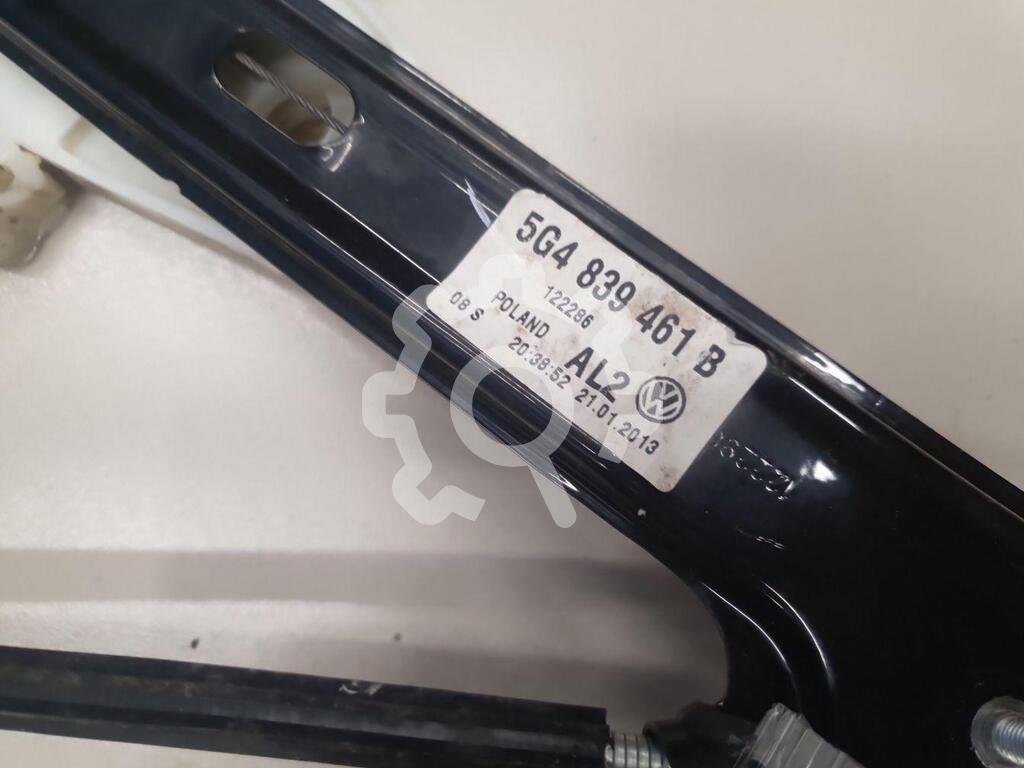 5G4 839 461 B
122286
POLAND AL2
08 S 20:38:52 21.01.2013